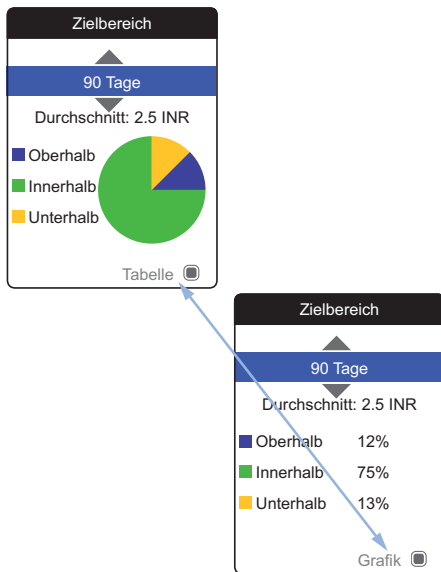 Zielbereich
90 Tage
Durchschnitt: 2.5 INR
Oberhalb
Innerhalb
Unterhalb
Tabelle
Zielbereich
90 Tage
Durchschnitt: 2.5 INR
Oberhalb 12%
Innerhalb 75%
Unterhalb 13%
Grafik